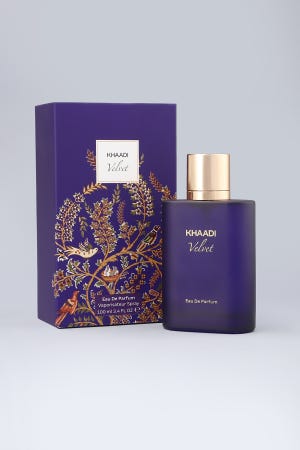 KHAADI
Velvet
Eau De Parfum
Vaporisateur Spray
100 ml 3.4 FL OZ e
KHAADI
Velvet
Eau De Parfum